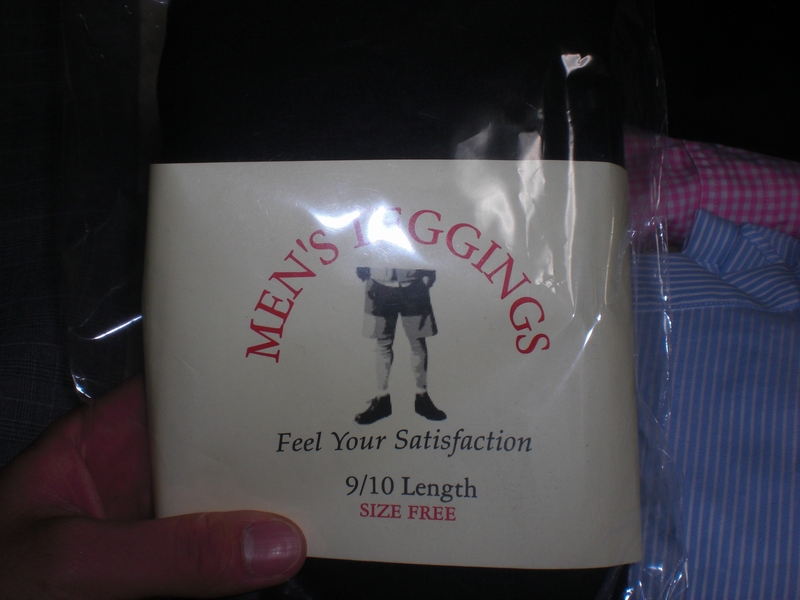 MEN'S LEGGINGS
Feel Your Satisfaction
9/10 Length
SIZE FREE